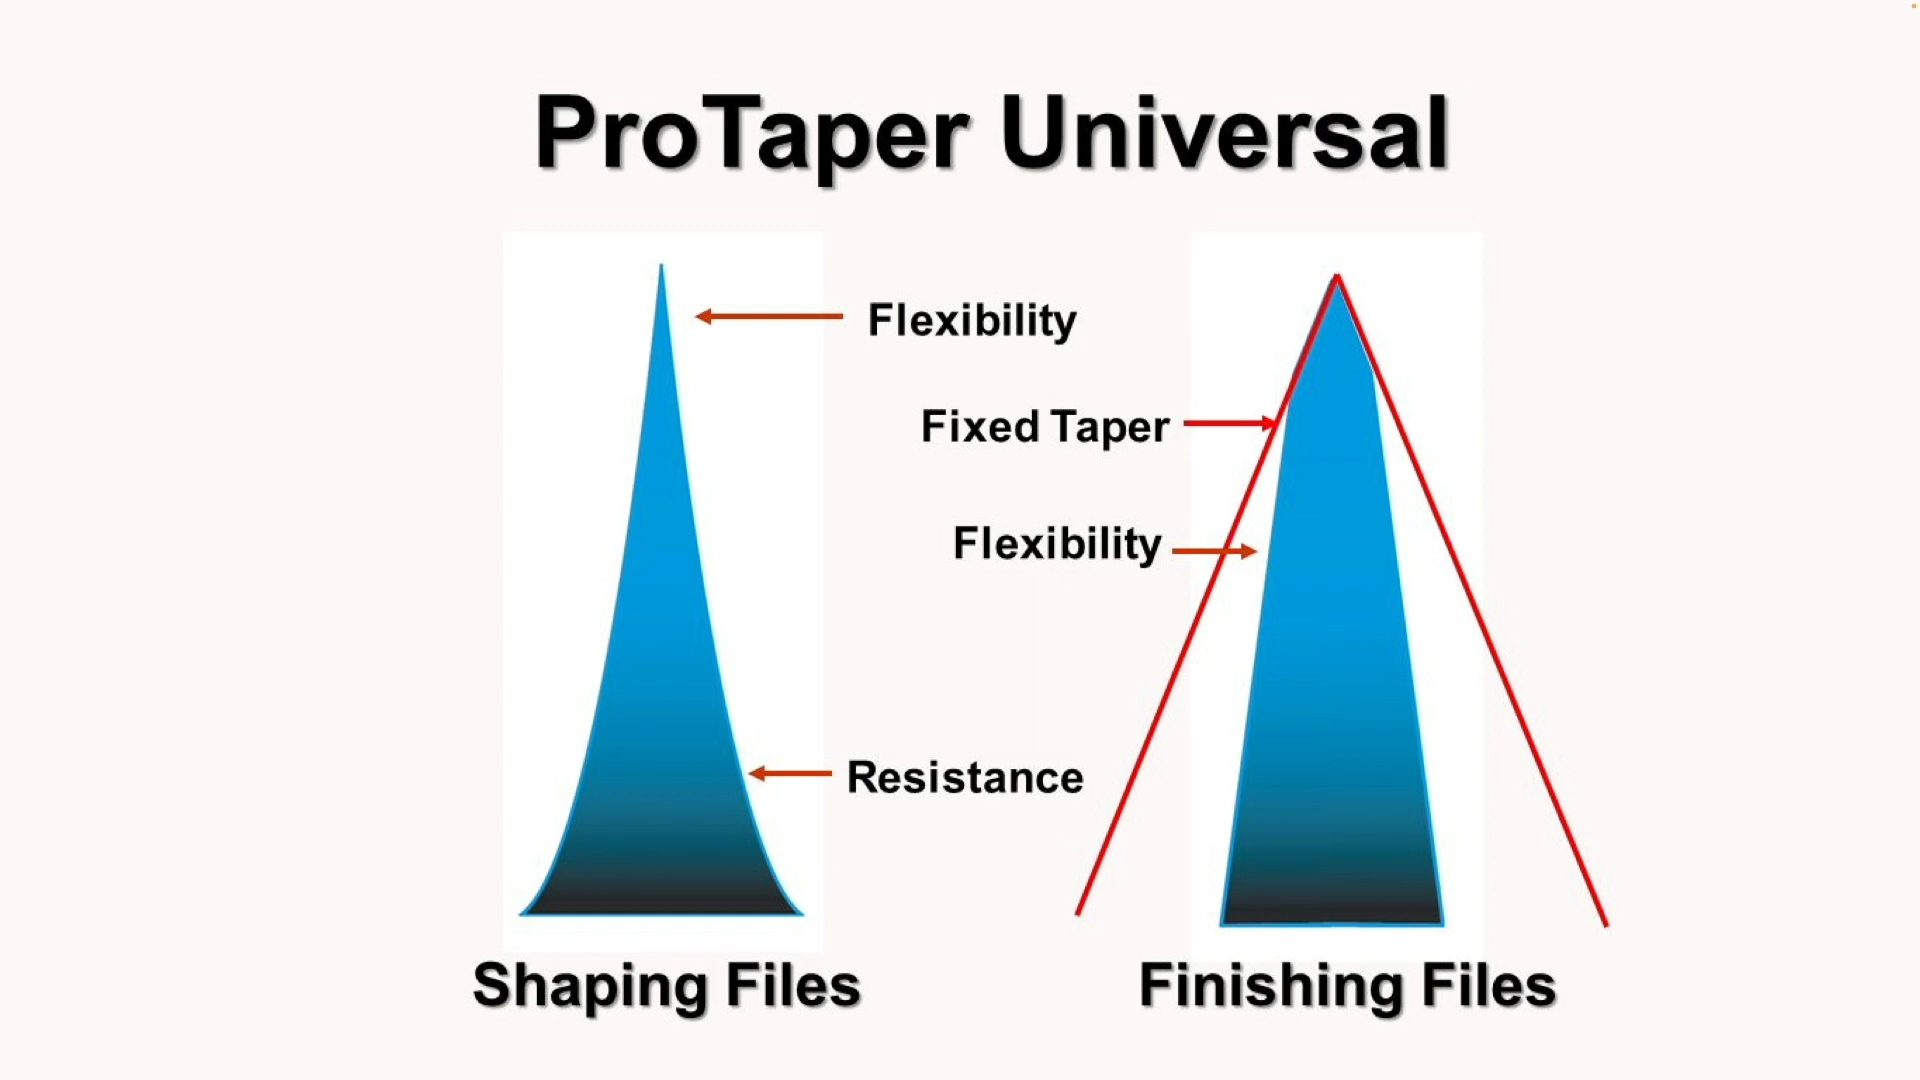 ProTaper Universal
Flexibility
Fixed Taper
Flexibility
Resistance
Shaping Files
Finishing Files